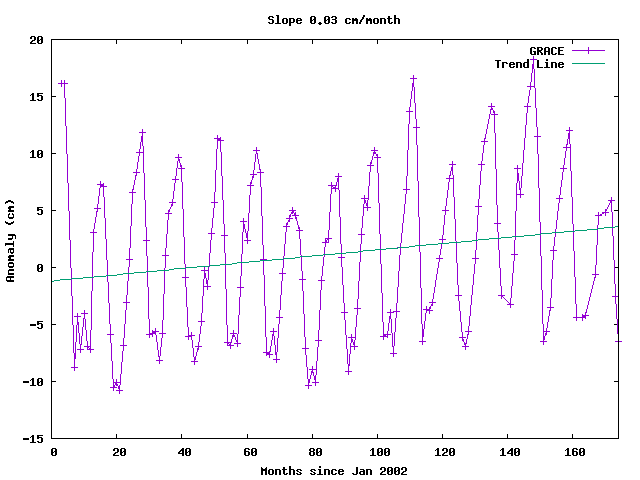 Slope 0.03 cm/month
20
GRACE
Trend Line
15
10
5
0
-5
-10
-15
Anomaly (cm)
0 20 40 60 80 100 120 140 160
Months since Jan 2002